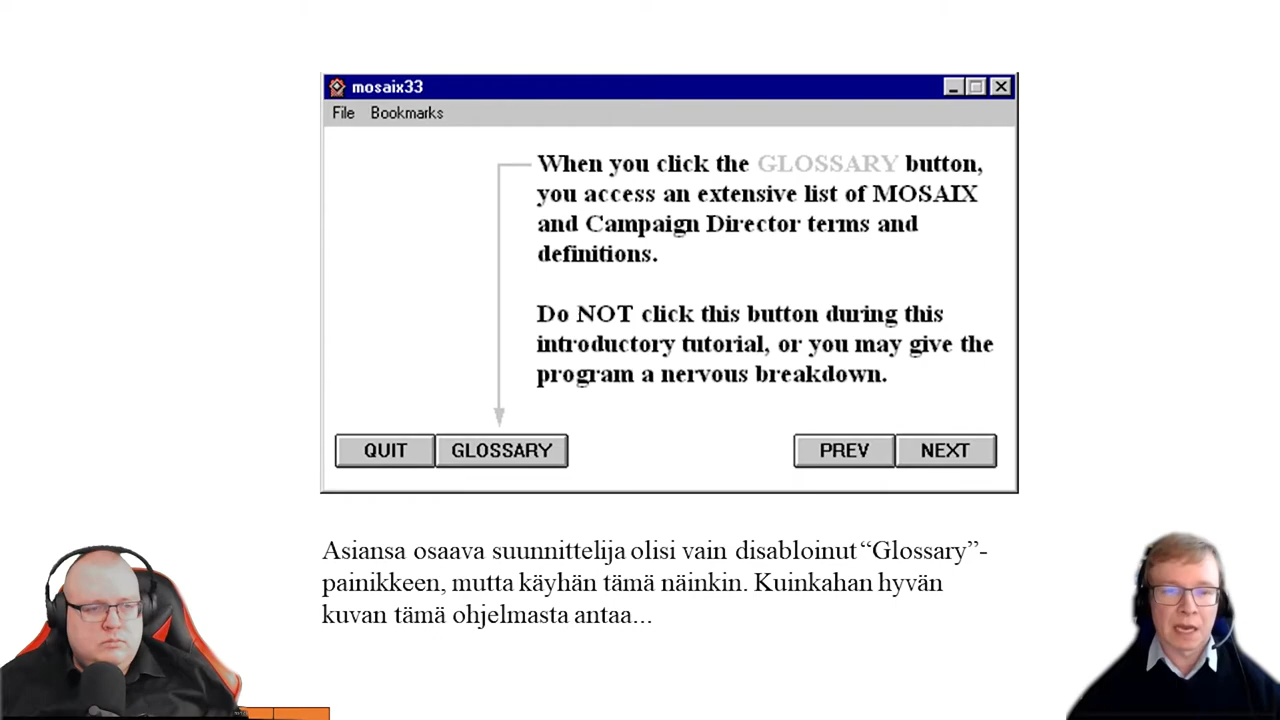 mosaix33
File Bookmarks
When you click the GLOSSARY button,
you access an extensive list of MOSAIX
and Campaign Director terms and
definitions.
Do NOT click this button during this
introductory tutorial, or you may give the
program a nervous breakdown.
QUIT GLOSSARY PREV NEXT
Asiansa osaava suunnittelija olisi vain disabloinut “Glossary”-
painikkeen, mutta käyhän tämä näinkin. Kuinkahan hyvän
kuvan tämä ohjelmasta antaa...